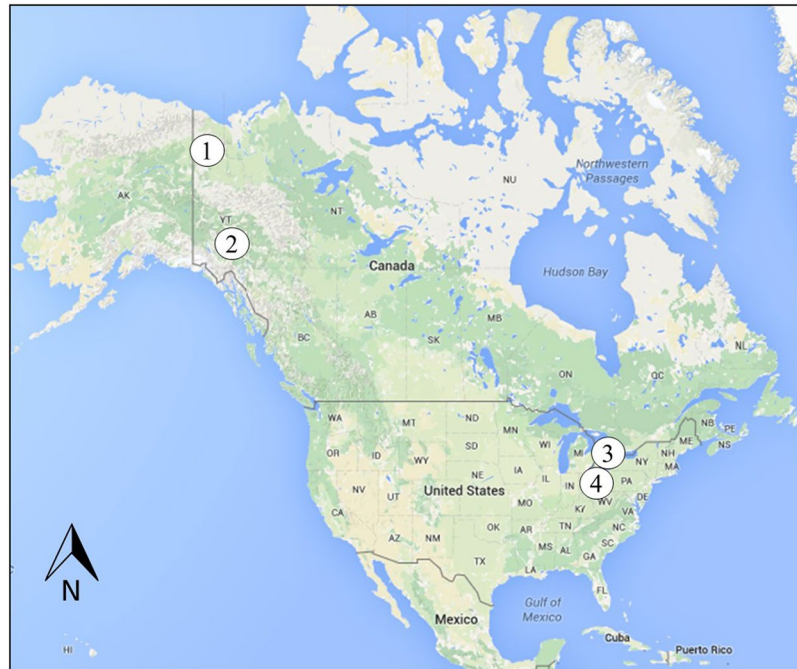 1
AK
NU
Northwestern
Passages
NT
YT
2
Canada
Hudson Bay
AB
MB
BC
SK
NL
ON
QC
WA
MT
ND
MN
NB
PE
ME
NS
OR
ID
SD
WI
MI
3
NY
NH
MA
WY
NE
IA
IL
IN
4
PA
NV
UT
United States
MO
KY
WV
DE
VA
CA
AZ
NM
OK
AR
TN
NC
SC
MS
AL
GA
TX
LA
FL
N
Gulf of
Mexico
Mexico
Cuba
Puerto Rico
HI